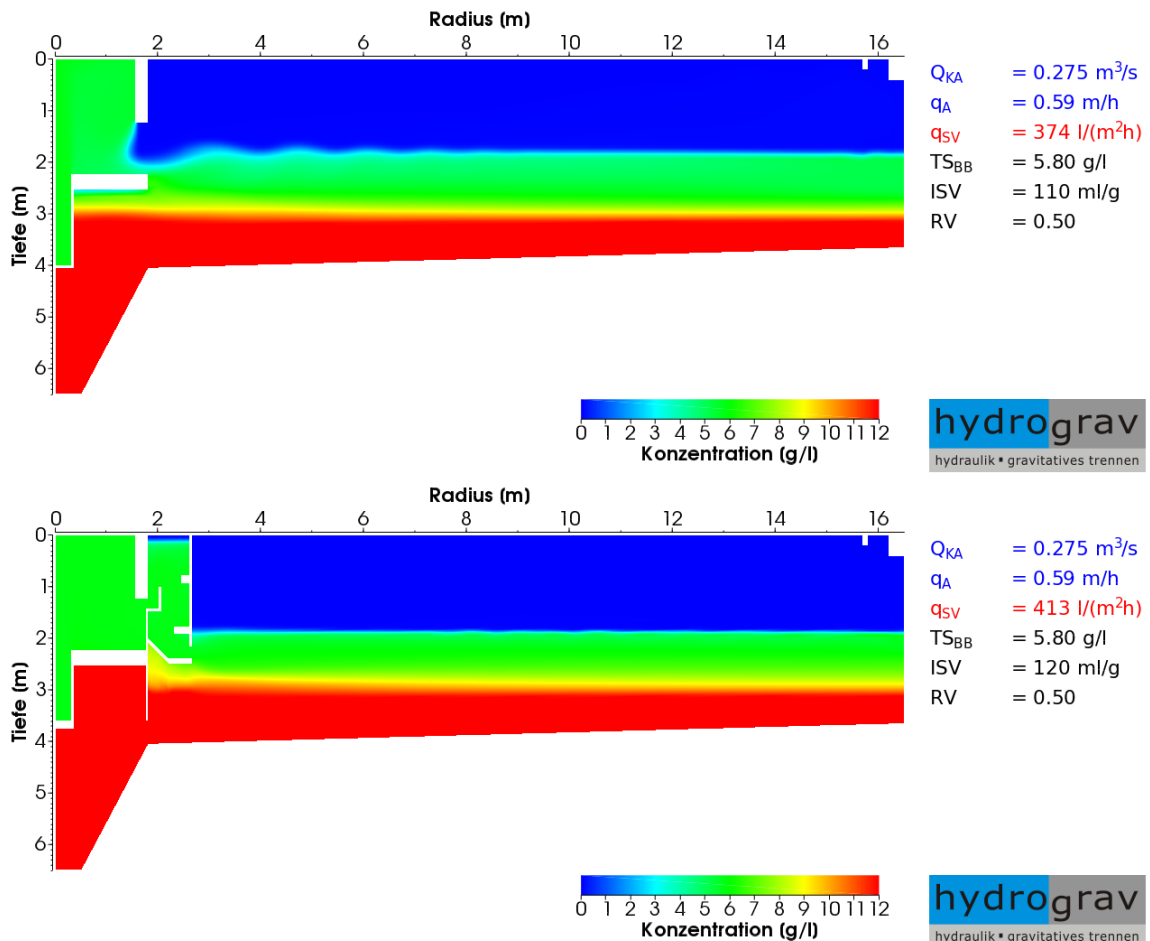 Radius (m)
0 2 4 6 8 10 12 14 16
0
1
2
3
4
5
6
Tiefe (m)
Q_KA = 0.275 m³/s
q_A = 0.59 m/h
q_SV = 374 l/(m²h)
TS_BB = 5.80 g/l
ISV = 110 ml/g
RV = 0.50
0 1 2 3 4 5 6 7 8 9 10 11 12
Konzentration (g/l)
hydrograv
hydraulik ▪ gravitatives trennen
Radius (m)
0 2 4 6 8 10 12 14 16
0
1
2
3
4
5
6
Tiefe (m)
Q_KA = 0.275 m³/s
q_A = 0.59 m/h
q_SV = 413 l/(m²h)
TS_BB = 5.80 g/l
ISV = 120 ml/g
RV = 0.50
0 1 2 3 4 5 6 7 8 9 10 11 12
Konzentration (g/l)
hydrograv
hydraulik ▪ gravitatives trennen